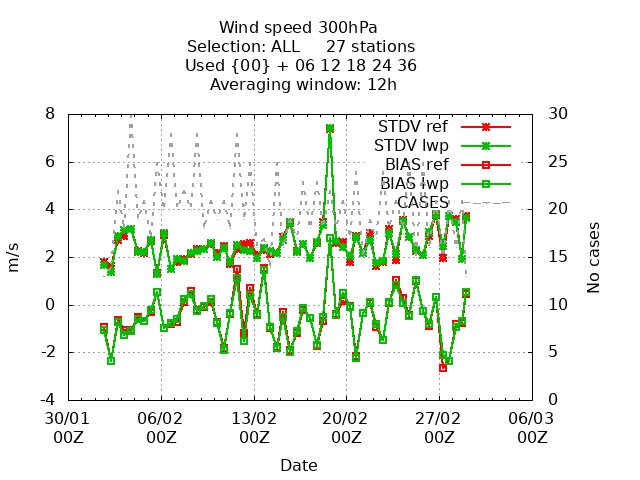 Wind speed 300hPa
Selection: ALL 27 stations
Used {00} + 06 12 18 24 36
Averaging window: 12h
8 30
STDV ref
STDV lwp
6 25
BIAS ref
BIAS lwp
CASES
4 20
m/s
2 15
No cases
0 10
-2 5
-4 0
30/01 06/02 13/02 20/02 27/02 06/03
00Z 00Z 00Z 00Z 00Z 00Z
Date